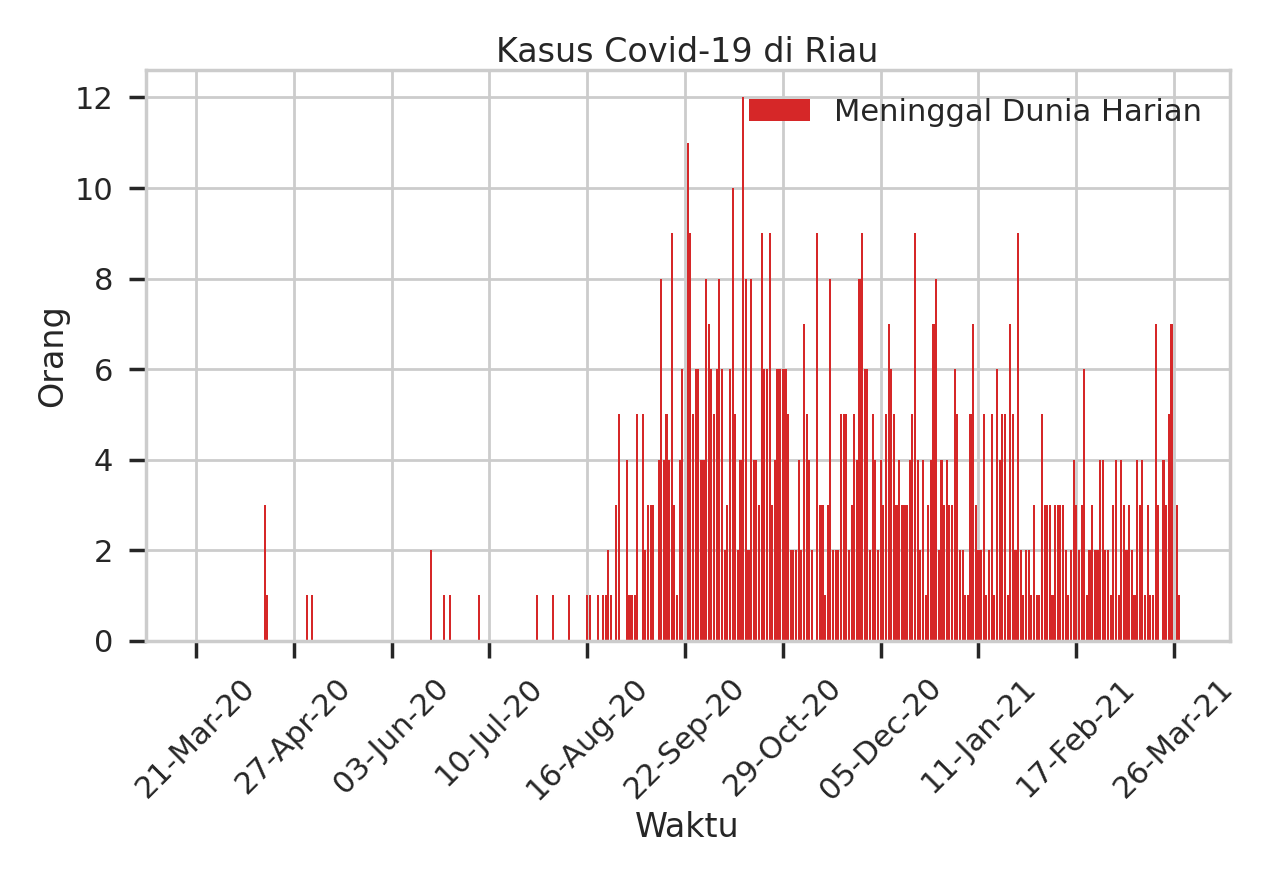 Kasus Covid-19 di Riau
Meninggal Dunia Harian
12
10
8
6
4
2
0
Orang
21-Mar-20
27-Apr-20
03-Jun-20
10-Jul-20
16-Aug-20
22-Sep-20
29-Oct-20
05-Dec-20
11-Jan-21
17-Feb-21
26-Mar-21
Waktu